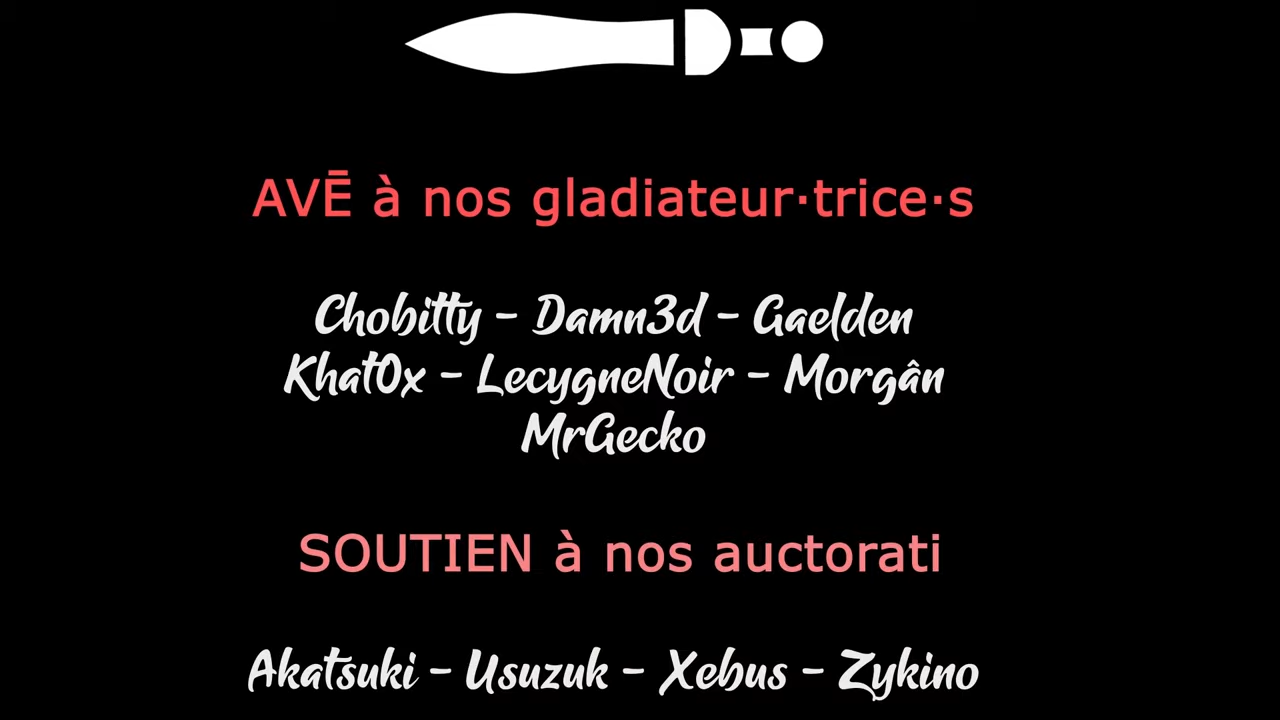 AVĒ à nos gladiateur·trice·s
Chobitty - Damn3d - Gaelden
Khat0x - LecygneNoir - Morgân
MrGecko
SOUTIEN à nos auctorati
Akatsuki - Usuzuk - Xebus - Zykino